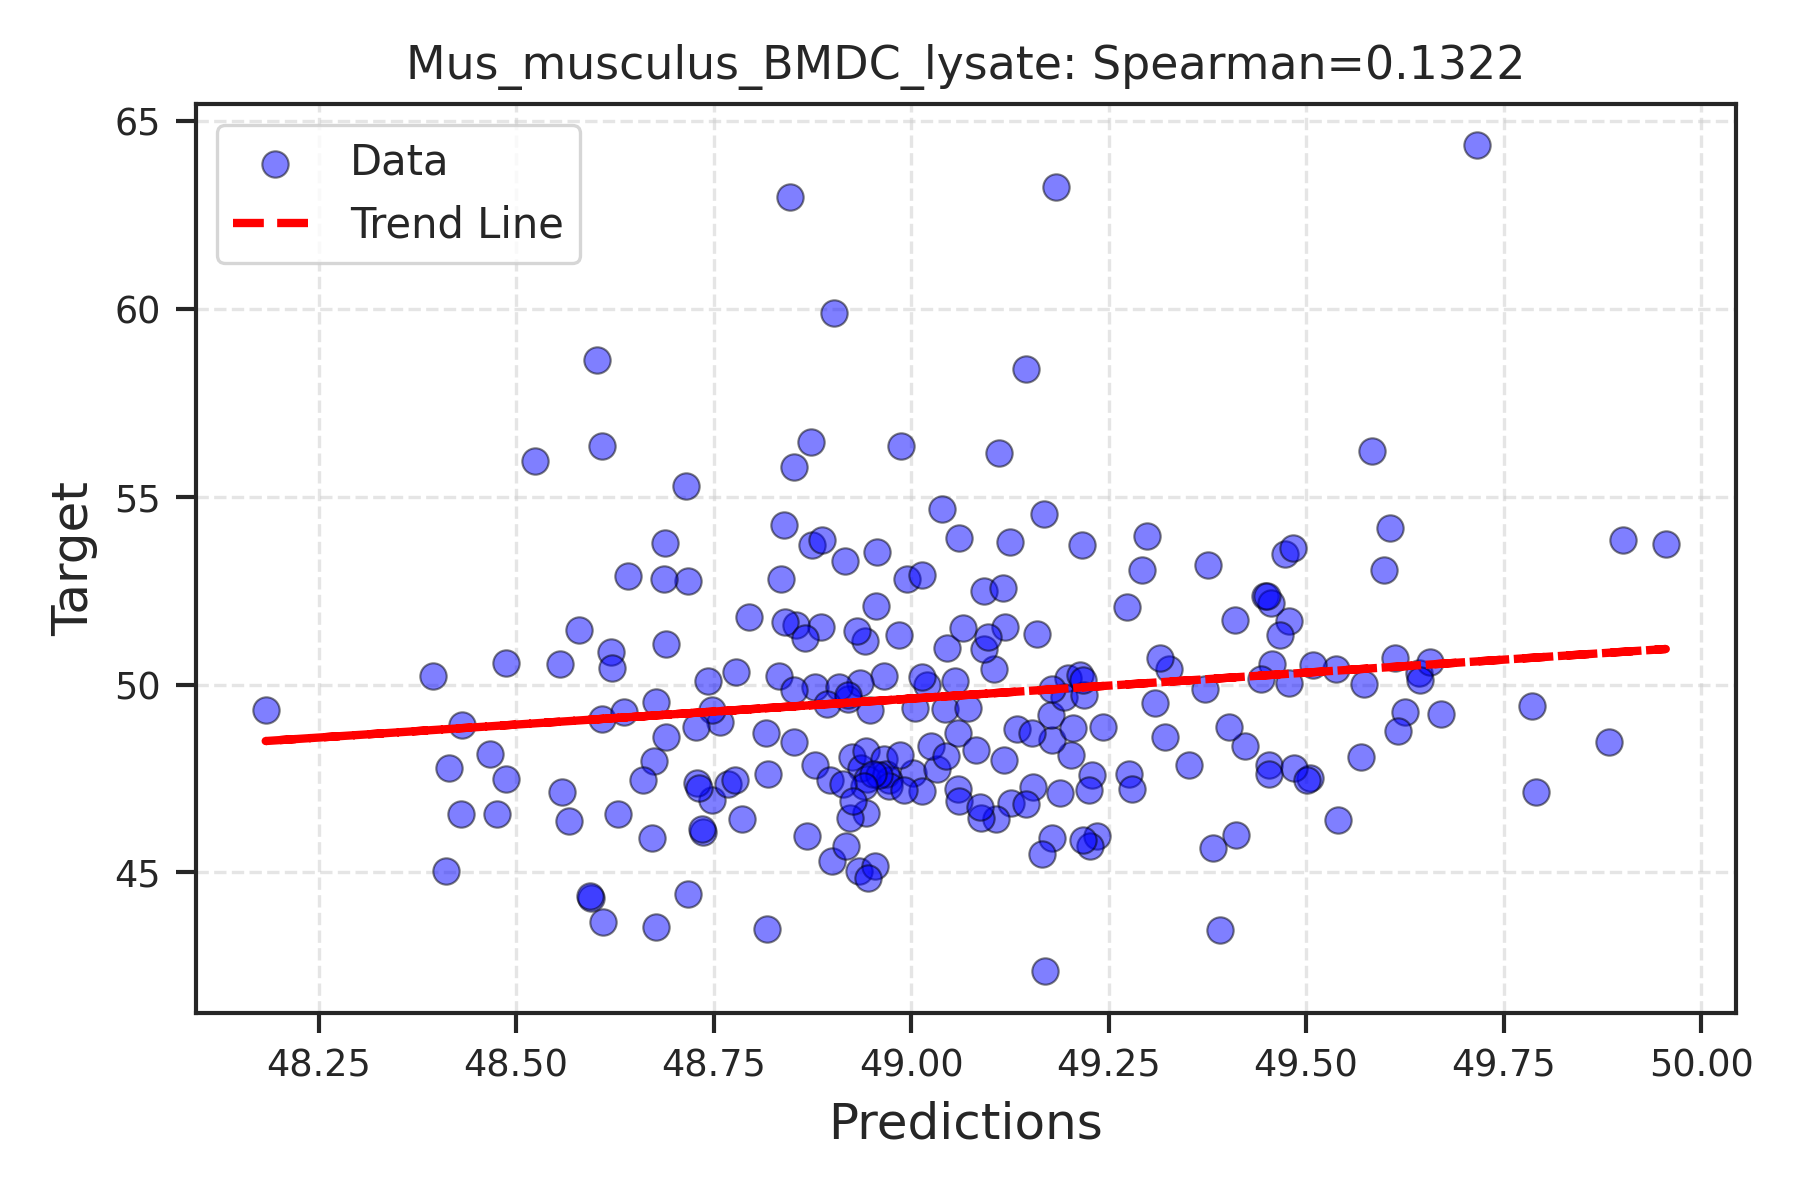 Mus_musculus_BMDC_lysate: Spearman=0.1322
Data
Trend Line
Target
65
60
55
50
45
48.25 48.50 48.75 49.00 49.25 49.50 49.75 50.00
Predictions